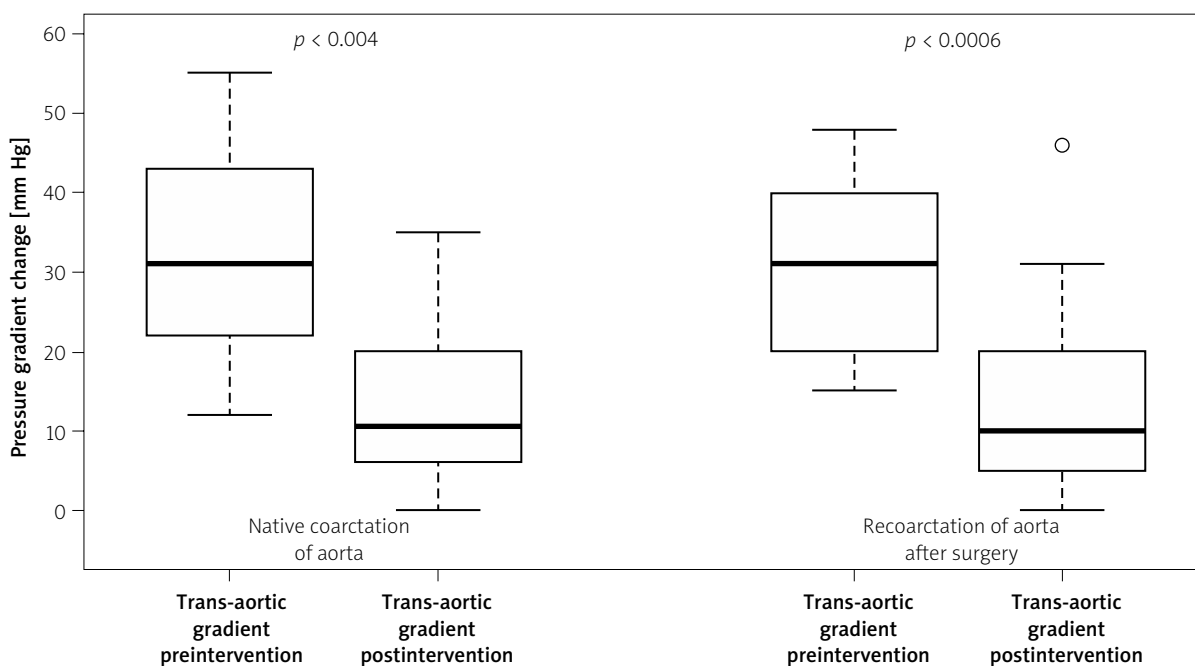 Pressure gradient change [mm Hg]
60
50
40
30
20
10
0
p < 0.004
p < 0.0006
Native coarctation
of aorta
Recoarctation of aorta
after surgery
Trans-aortic
gradient
preintervention
Trans-aortic
gradient
postintervention
Trans-aortic
gradient
preintervention
Trans-aortic
gradient
postintervention